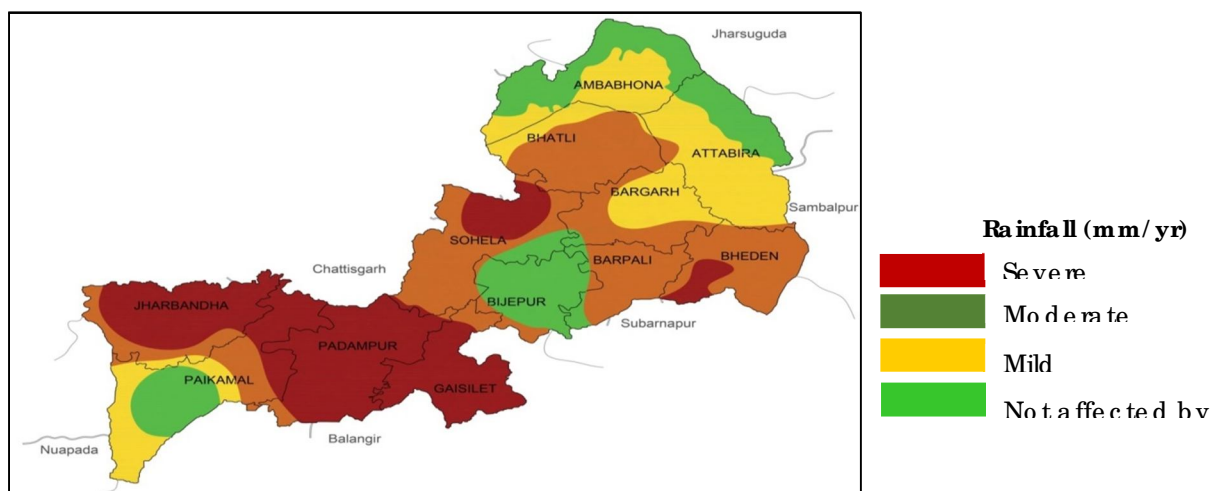 Jharsuguda
AMBABHONA
BHATLI
ATTABIRA
BARGARH
Sambalpur
SOHELA
BARPALI
BHEDEN
Chattisgarh
BIJEPUR
Subarnapur
JHARBANDHA
PADAMPUR
PAIKAMAL
GAISILET
Balangir
Nuapada
Rainfall (mm/yr)
Severe
Moderate
Mild
Not affected by